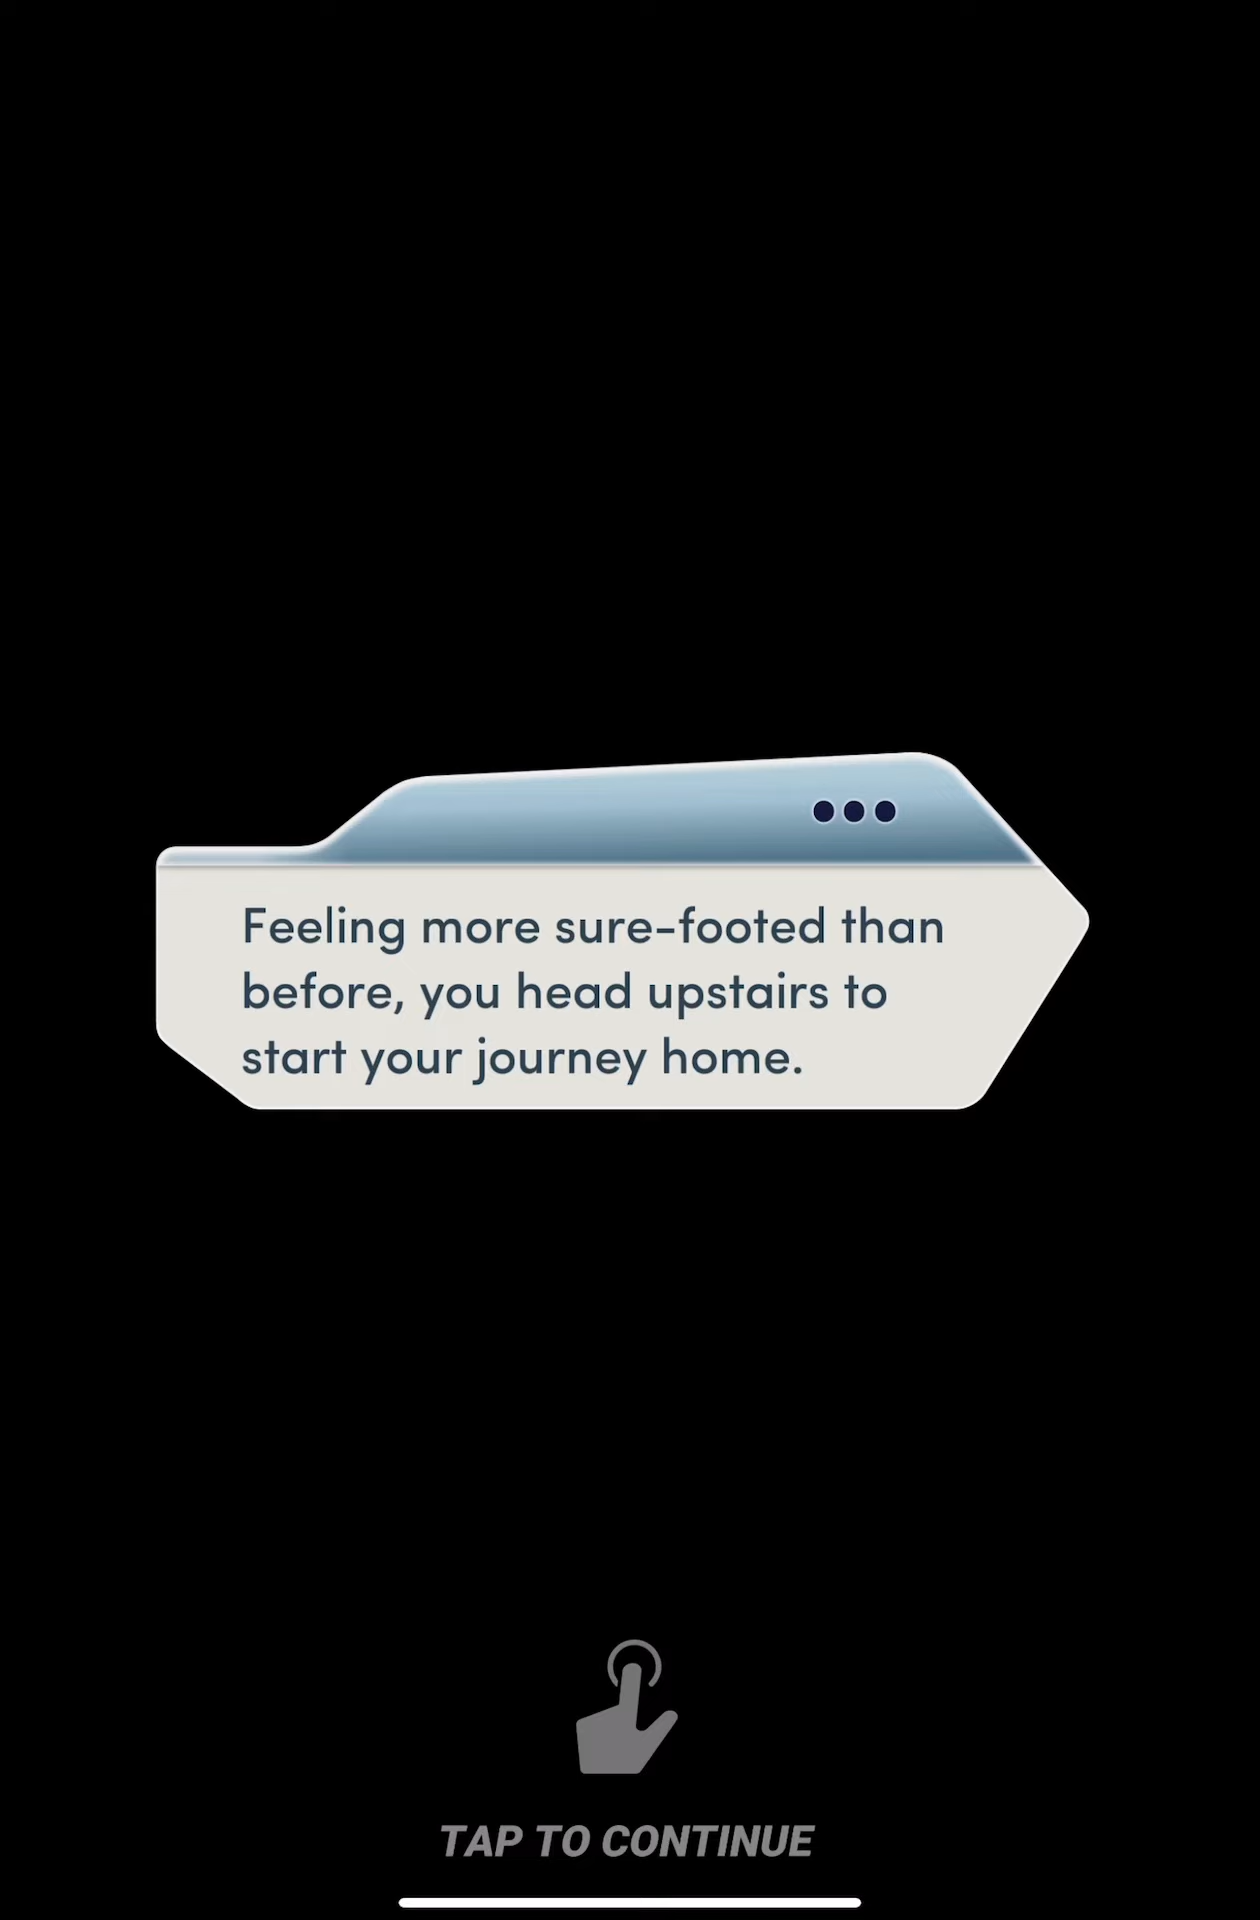 Feeling more sure-footed than
before, you head upstairs to
start your journey home.
TAP TO CONTINUE